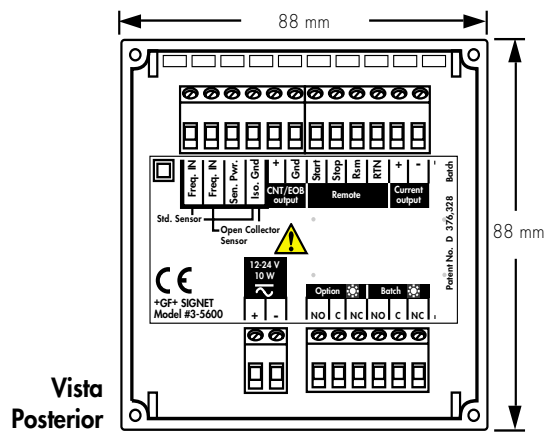 88 mm
Freq. IN
Freq. IN
Sen. Pwr.
Iso. Gnd
+
Gnd
Start
Stop
Rsm
RTN
+
-
CNT/EOB
output
Remote
Current
output
Std. Sensor
Open Collector
Sensor
Patent No. D 376,328 Batch
88 mm
12-24 V
10 W
Option
Batch
CE
+GF+ SIGNET
Model #3-5600
+ -
NO C NC NO C NC
Vista
Posterior